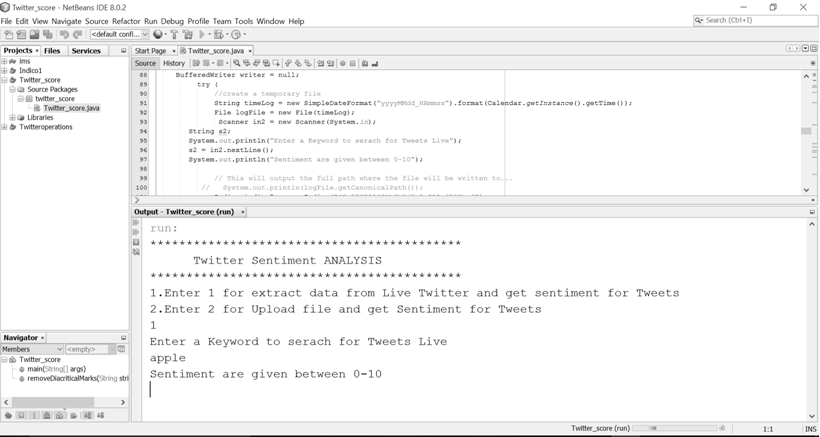 Twitter_score - NetBeans IDE 8.0.2
File Edit View Navigate Source Refactor Run Debug Profile Team Tools Window Help
Search (Ctrl+I)
<default confi...
Projects Files Services
ims
Indico1
Twitter_score
Source Packages
twitter_score
Twitter_score.java
Libraries
Twitteroperations
Start Page Twitter_score.java
Source History
88 BufferedWriter writer = null;
89 try {
90 //create a temporary file
91 String timeLog = new SimpleDateFormat("yyyyMMdd_HHmmss").format(Calendar.getInstance().getTime());
92 File logFile = new File(timeLog);
93 Scanner in2 = new Scanner(System.in);
94 String s2;
95 System.out.println("Enter a Keyword to serach for Tweets Live");
96 s2 = in2.nextLine();
97 System.out.println("Sentiment are given between 0-10");
98
99 // This will output the full path where the file will be written to...
100 // System.out.println(logFile.getCanonicalPath());
Navigator
Members <empty>
Twitter_score
main(String[] args)
removeDiacriticalMarks(String stri
Output - Twitter_score (run)
run:
*******************************************
Twitter Sentiment ANALYSIS
*******************************************
1.Enter 1 for extract data from Live Twitter and get sentiment for Tweets
2.Enter 2 for Upload file and get Sentiment for Tweets
1
Enter a Keyword to serach for Tweets Live
apple
Sentiment are given between 0-10
Twitter_score (run) 1:1 INS